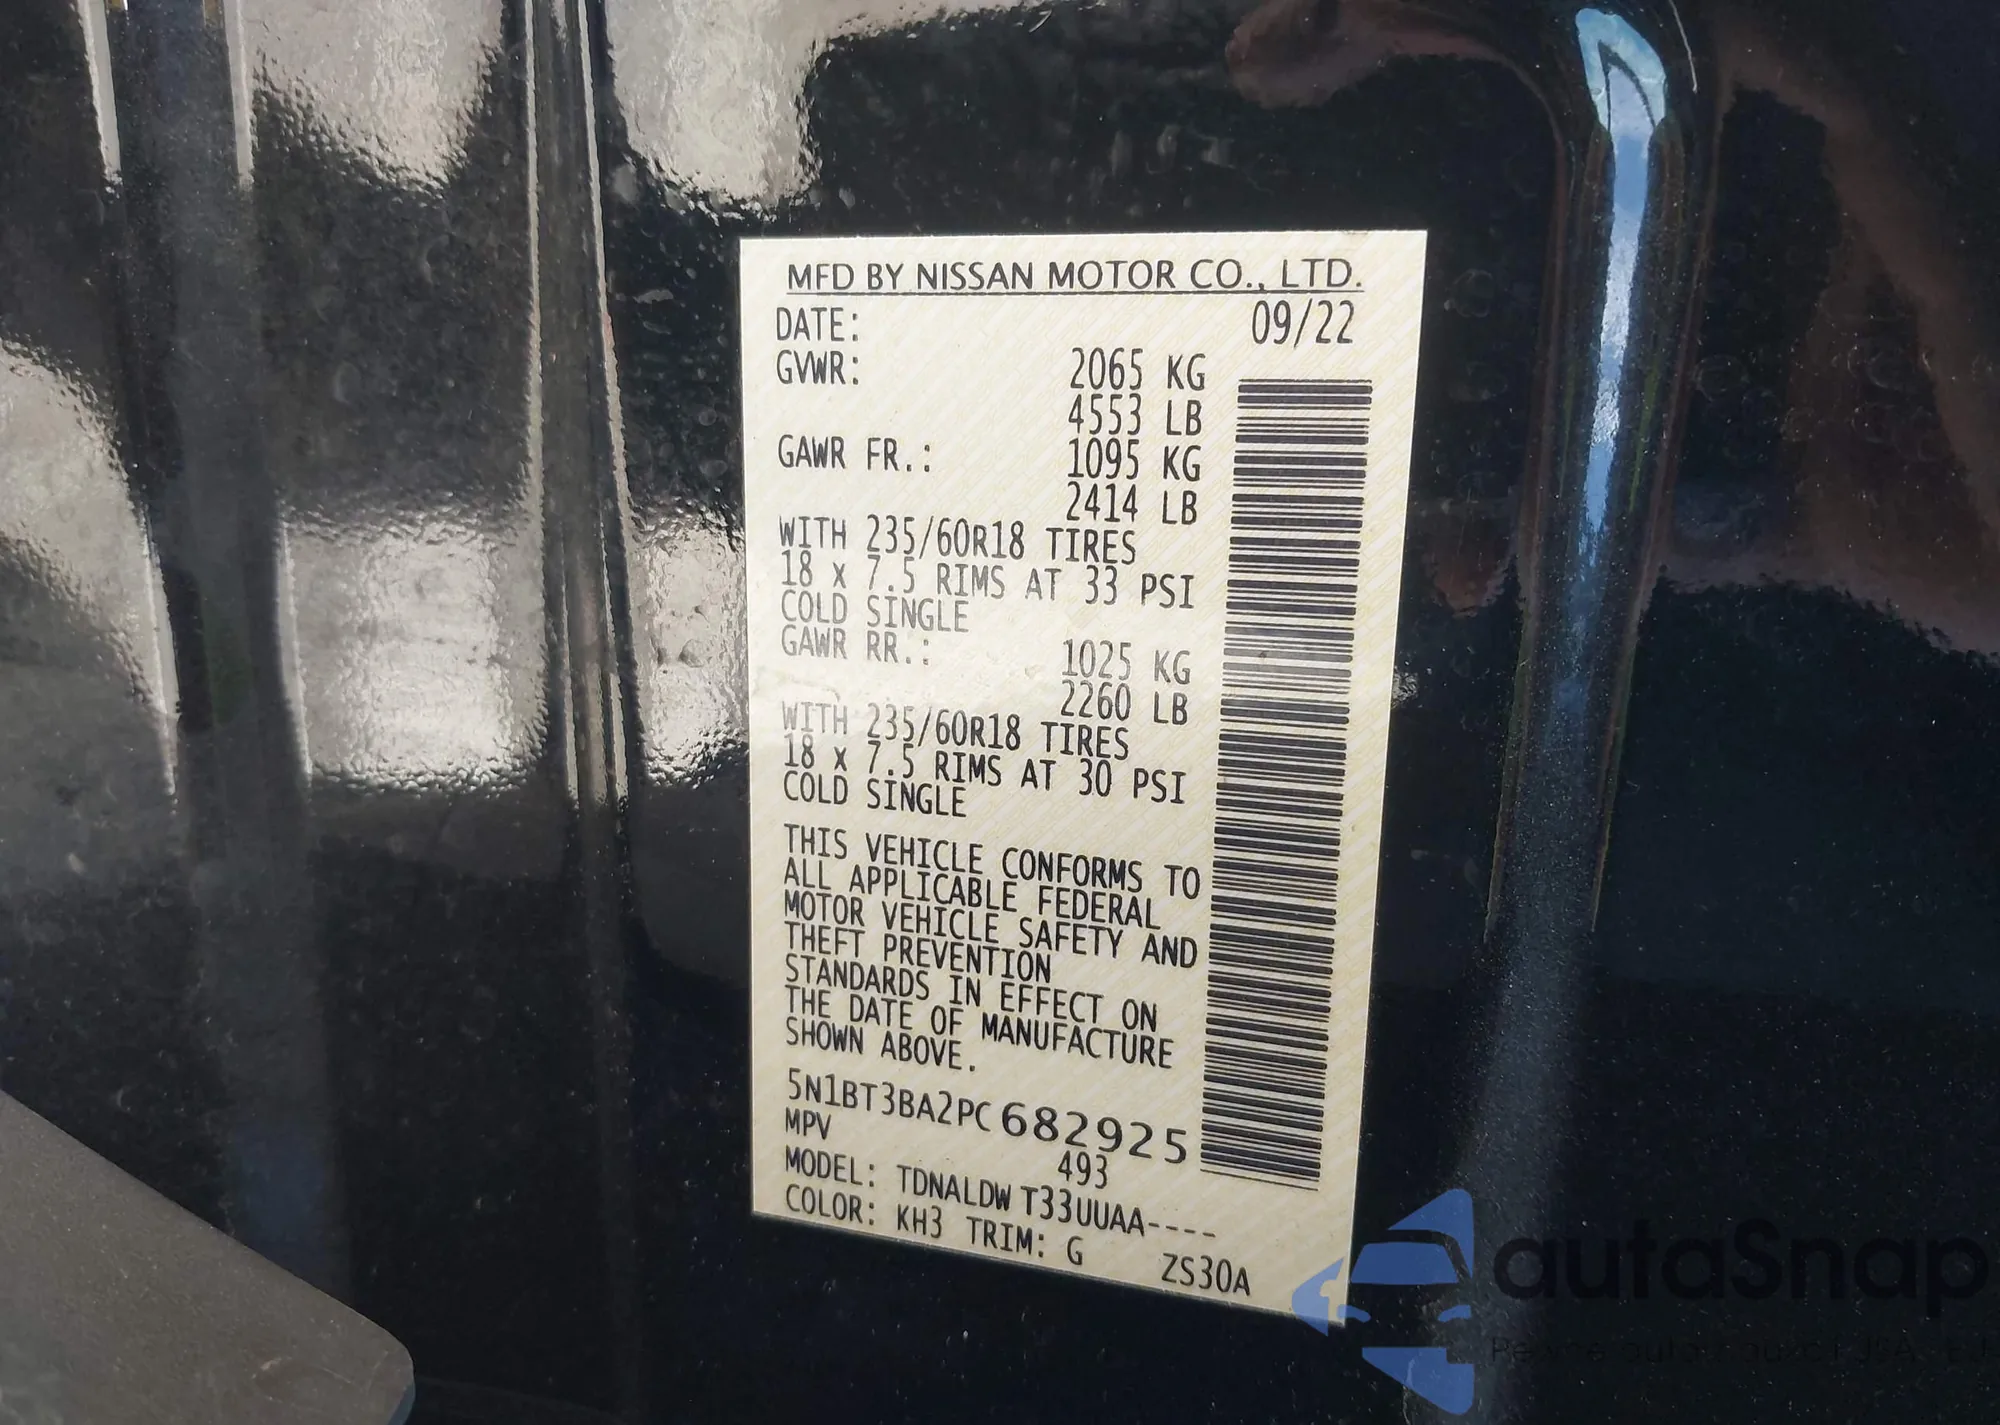 MFD BY NISSAN MOTOR CO., LTD.
DATE: 09/22
GVWR: 2065 KG
4553 LB
GAWR FR.: 1095 KG
2414 LB
WITH 235/60R18 TIRES
18 x 7.5 RIMS AT 33 PSI
COLD SINGLE
GAWR RR.: 1025 KG
2260 LB
WITH 235/60R18 TIRES
18 x 7.5 RIMS AT 30 PSI
COLD SINGLE
THIS VEHICLE CONFORMS TO
ALL APPLICABLE FEDERAL
MOTOR VEHICLE SAFETY AND
THEFT PREVENTION
STANDARDS IN EFFECT ON
THE DATE OF MANUFACTURE
SHOWN ABOVE.
5N1BT3BA2PC682925
MPV 493
MODEL: TDNALDW T33UUAA----
COLOR: KH3 TRIM: G ZS30A
autoSnap